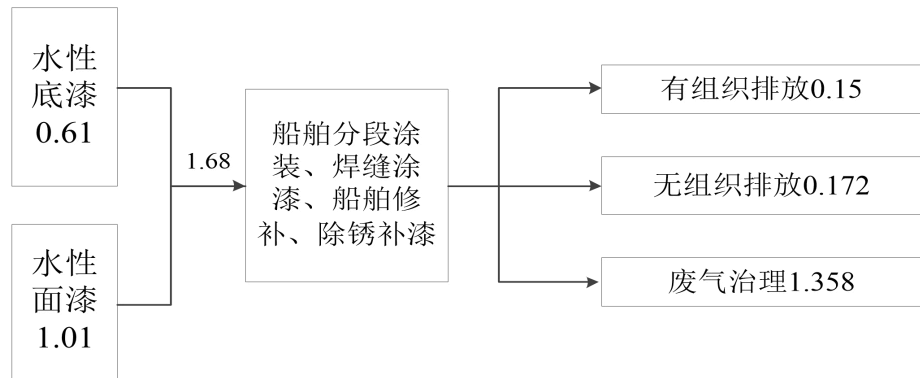 水性
底漆
0.61
水性
面漆
1.01
1.68
船舶分段涂
装、焊缝涂
漆、船舶修
补、除锈补漆
有组织排放0.15
无组织排放0.172
废气治理1.358